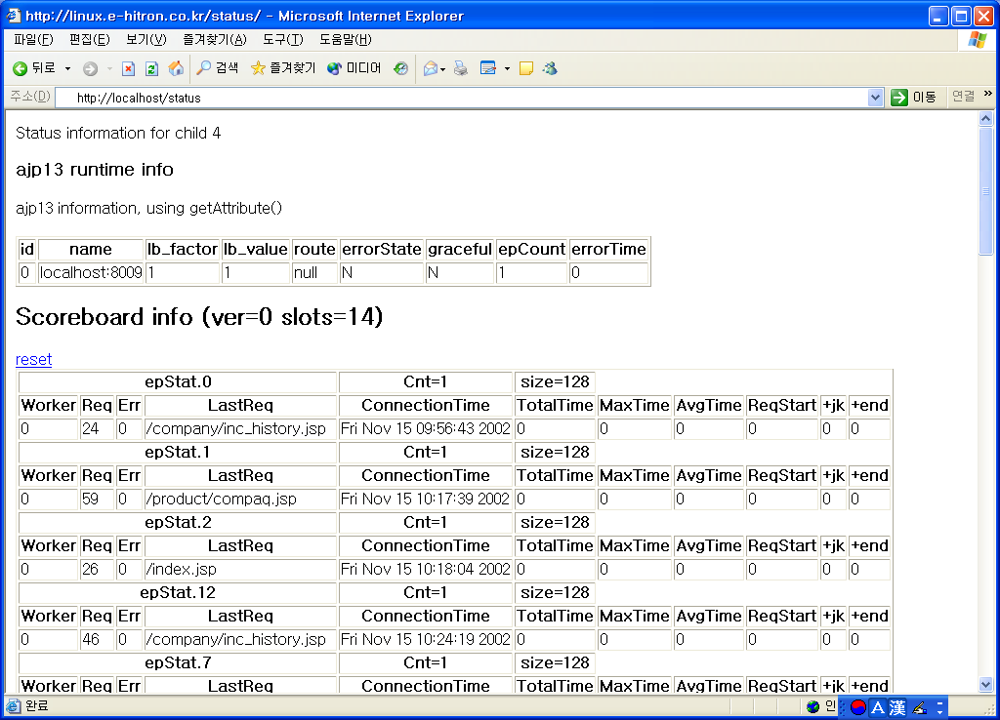 http://linux.e-hitron.co.kr/status/ - Microsoft Internet Explorer
파일(F) 편집(E) 보기(V) 즐겨찾기(A) 도구(T) 도움말(H)
뒤로 검색 즐겨찾기 미디어
주소(D) http://localhost/status 이동 연결 »
Status information for child 4
ajp13 runtime info
ajp13 information, using getAttribute()
id name lb_factor lb_value route errorState graceful epCount errorTime
0 localhost:8009 1 1 null N N 1 0
Scoreboard info (ver=0 slots=14)
reset
epStat.0 Cnt=1 size=128
Worker Req Err LastReq ConnectionTime TotalTime MaxTime AvgTime ReqStart +jk +end
0 24 0 /company/inc_history.jsp Fri Nov 15 09:56:43 2002 0 0 0 0 0 0
epStat.1 Cnt=1 size=128
Worker Req Err LastReq ConnectionTime TotalTime MaxTime AvgTime ReqStart +jk +end
0 59 0 /product/compaq.jsp Fri Nov 15 10:17:39 2002 0 0 0 0 0 0
epStat.2 Cnt=1 size=128
Worker Req Err LastReq ConnectionTime TotalTime MaxTime AvgTime ReqStart +jk +end
0 26 0 /index.jsp Fri Nov 15 10:18:04 2002 0 0 0 0 0 0
epStat.12 Cnt=1 size=128
Worker Req Err LastReq ConnectionTime TotalTime MaxTime AvgTime ReqStart +jk +end
0 46 0 /company/inc_history.jsp Fri Nov 15 10:24:19 2002 0 0 0 0 0 0
epStat.7 Cnt=1 size=128
Worker Req Err LastReq ConnectionTime TotalTime MaxTime AvgTime ReqStart +jk +end
완료 인 A 漢